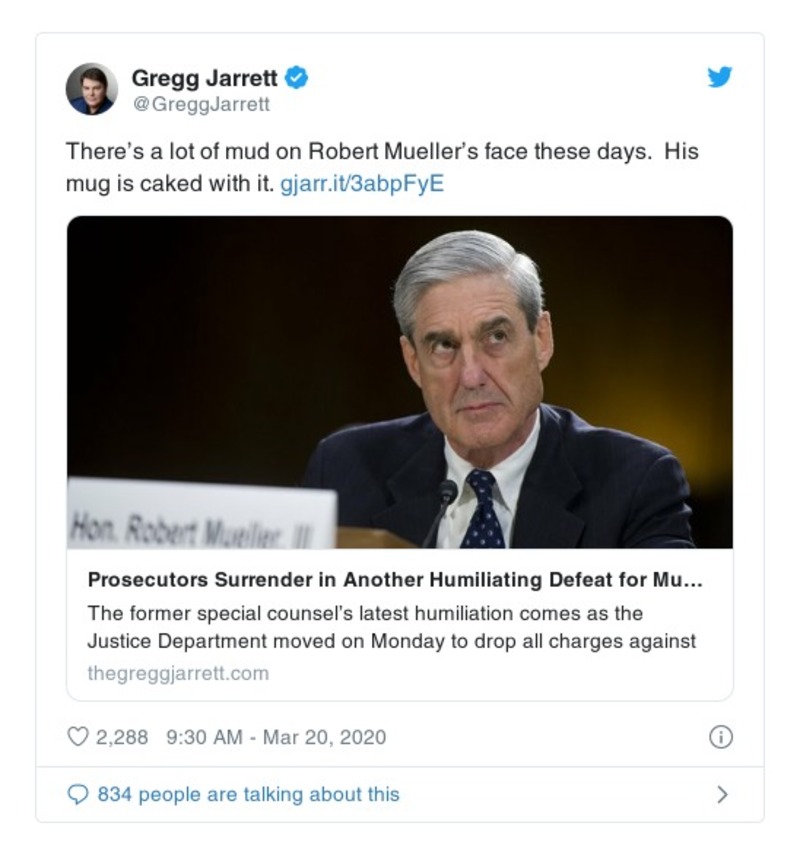 Gregg Jarrett
@GreggJarrett
There’s a lot of mud on Robert Mueller’s face these days.  His
mug is caked with it. gjarr.it/3abpFyE
Hon. Robert Mueller, III
Prosecutors Surrender in Another Humiliating Defeat for Mu...
The former special counsel's latest humiliation comes as the
Justice Department moved on Monday to drop all charges against
thegreggjarrett.com
2,288 9:30 AM - Mar 20, 2020
834 people are talking about this